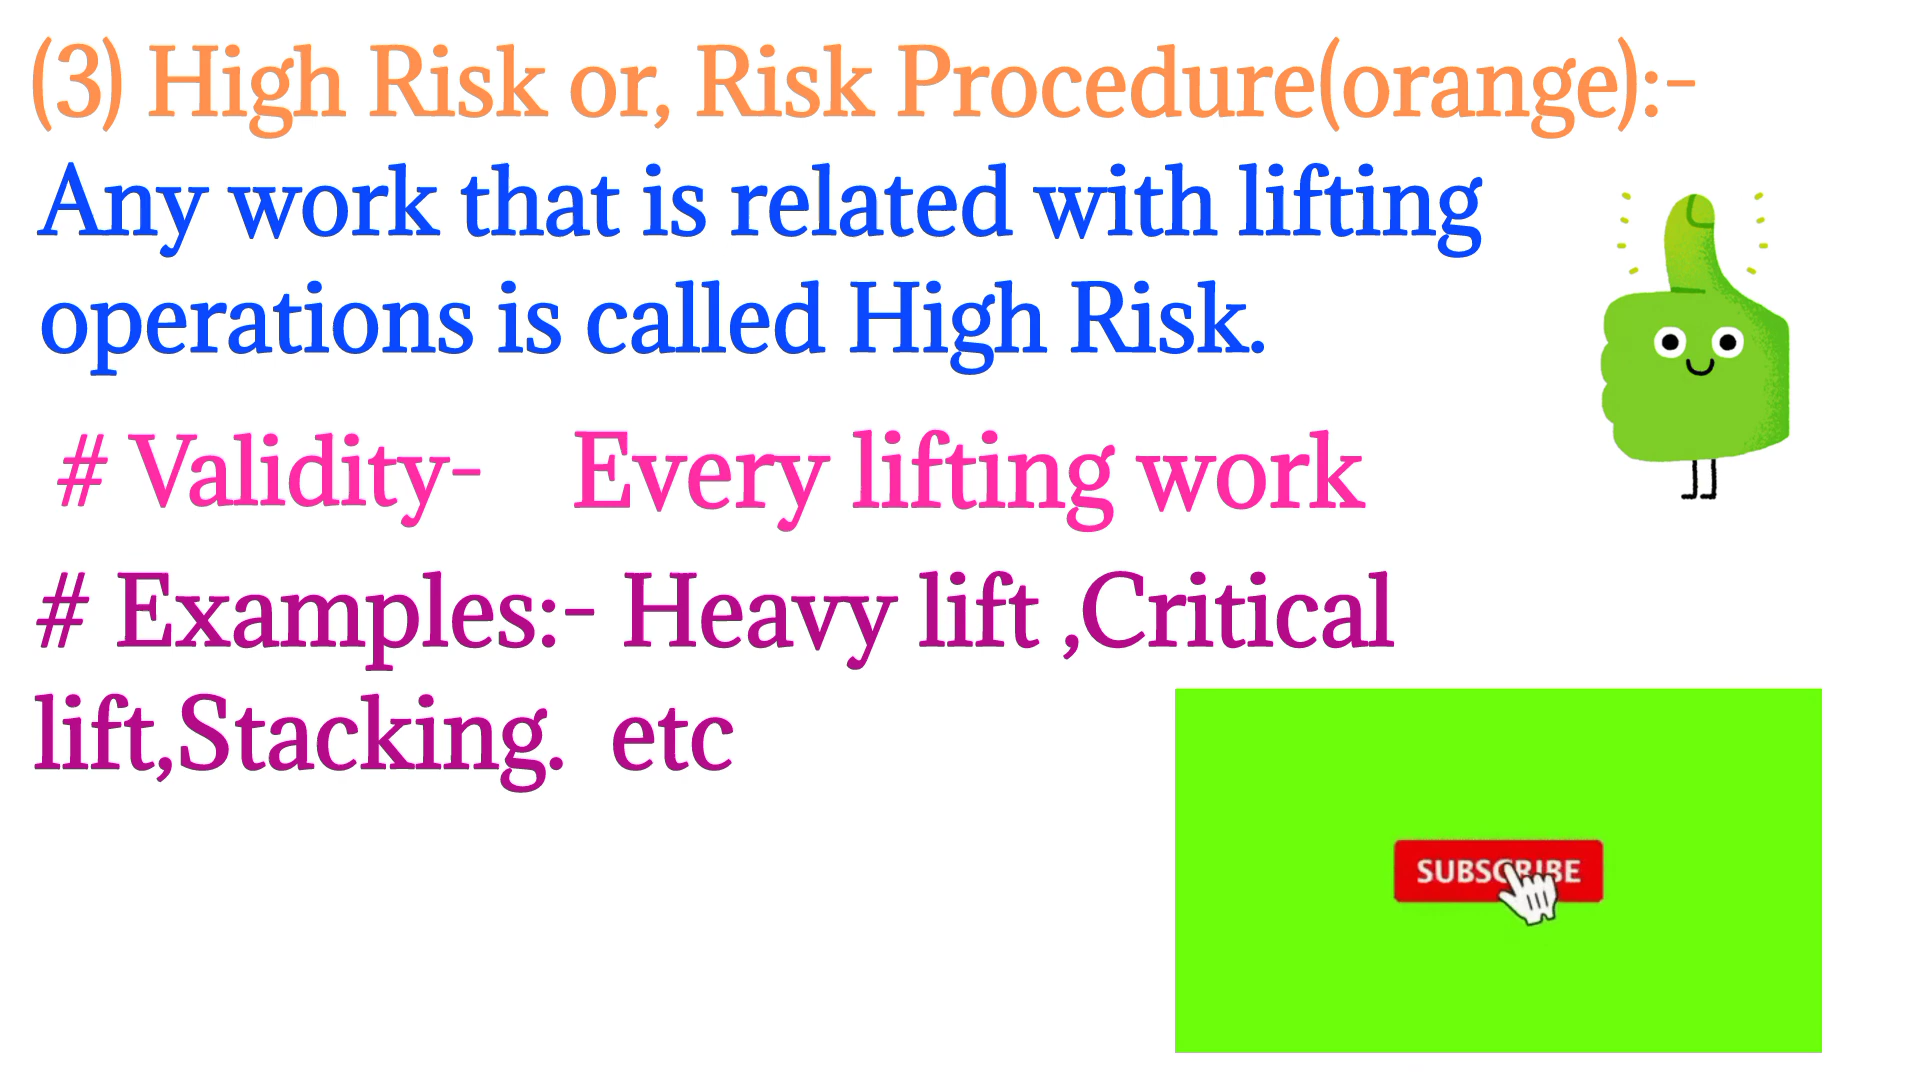 (3) High Risk or, Risk Procedure(orange):-
Any work that is related with lifting
operations is called High Risk.
# Validity- Every lifting work
# Examples:- Heavy lift ,Critical
lift,Stacking. etc
SUBSCRIBE